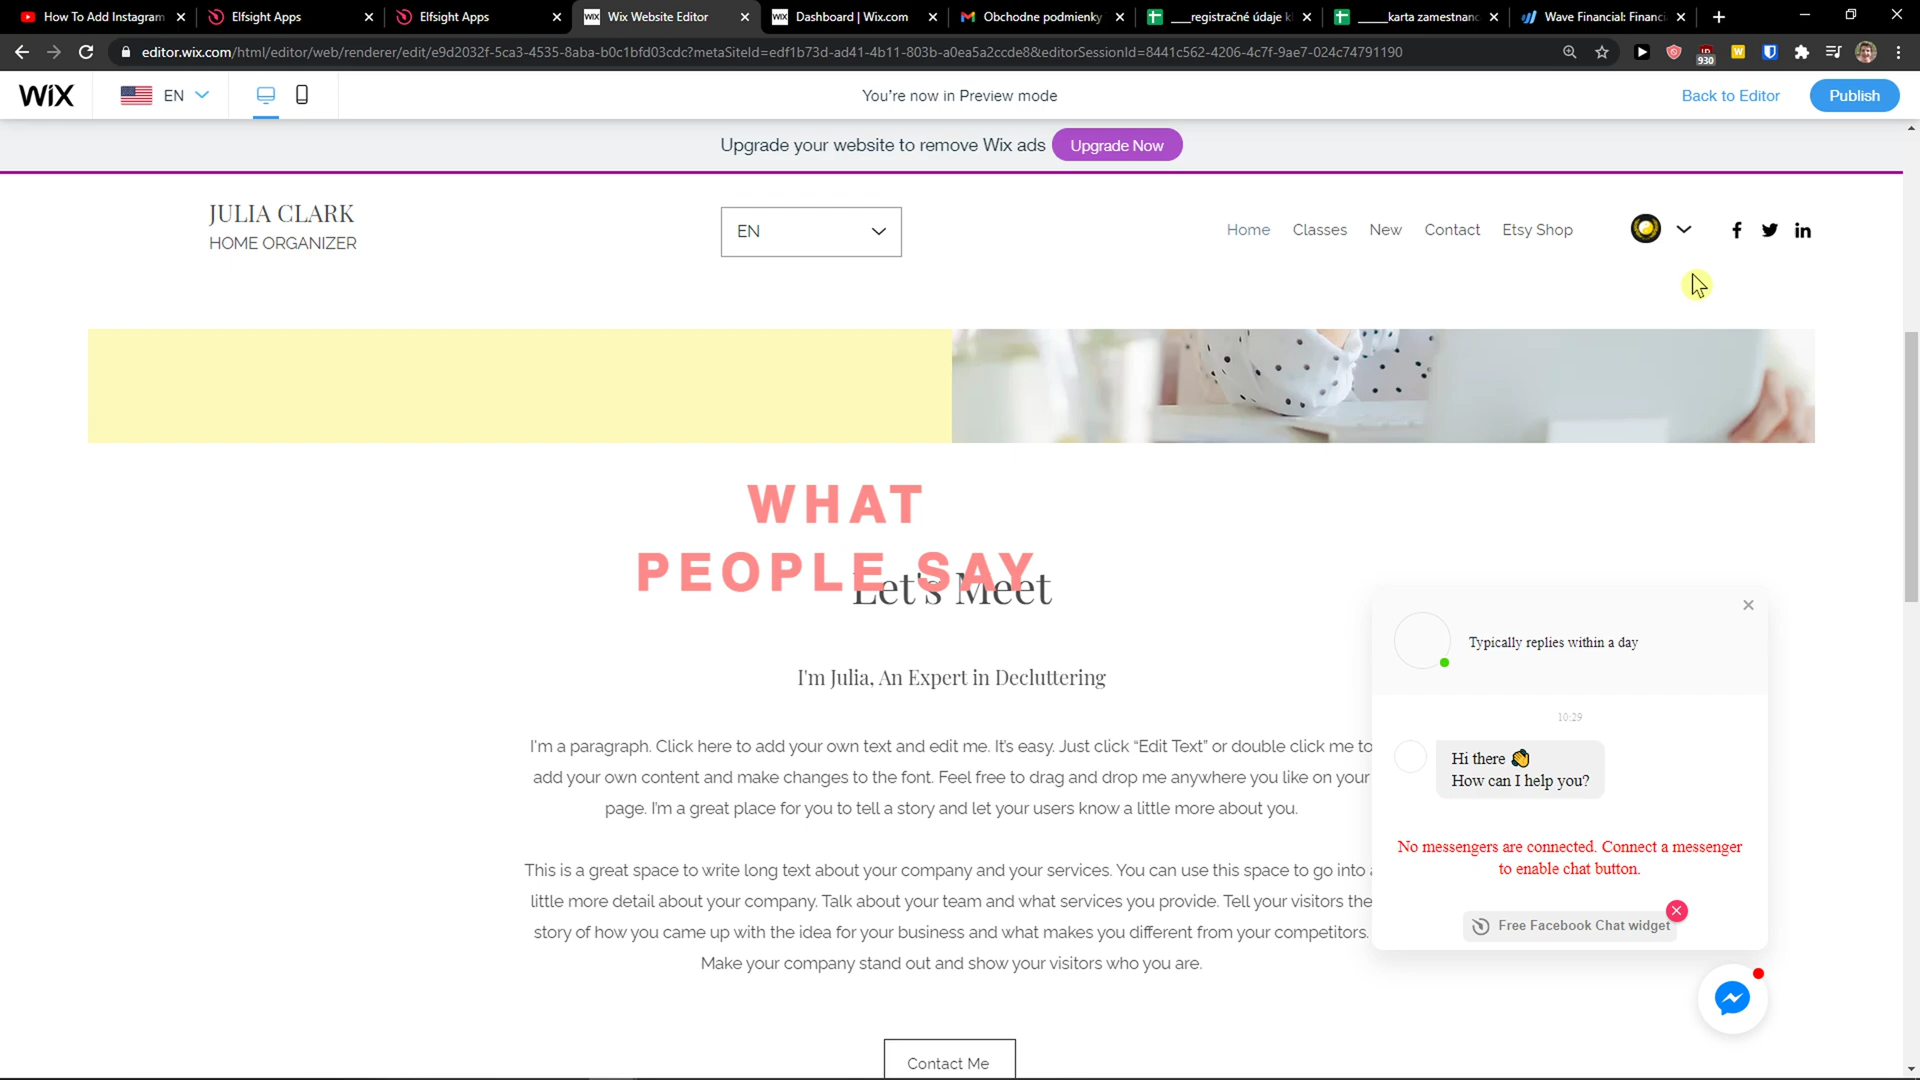 How To Add Instagram
Elfsight Apps
Elfsight Apps
WIX Wix Website Editor
WIX Dashboard | Wix.com
Obchodne podmienky
___registračné údaje k
____karta zamestnanc
Wave Financial: Financi
editor.wix.com/html/editor/web/renderer/edit/e9d2032f-5ca3-4535-8aba-b0c1bfd03cdc?metaSiteId=edf1b73d-ad41-4b11-803b-a0ea5a2ccde8&editorSessionId=8441c562-4206-4c7f-9ae7-024c74791190
930
WIX
EN
You're now in Preview mode
Back to Editor
Publish
Upgrade your website to remove Wix ads
Upgrade Now
JULIA CLARK
HOME ORGANIZER
EN
Home
Classes
New
Contact
Etsy Shop
WHAT
PEOPLE SAY
Let's Meet
I'm Julia, An Expert in Decluttering
I'm a paragraph. Click here to add your own text and edit me. It's easy. Just click “Edit Text” or double click me to
add your own content and make changes to the font. Feel free to drag and drop me anywhere you like on your
page. I'm a great place for you to tell a story and let your users know a little more about you.
This is a great space to write long text about your company and your services. You can use this space to go into a
little more detail about your company. Talk about your team and what services you provide. Tell your visitors the
story of how you came up with the idea for your business and what makes you different from your competitors.
Make your company stand out and show your visitors who you are.
Contact Me
Typically replies within a day
10:29
Hi there
How can I help you?
No messengers are connected. Connect a messenger
to enable chat button.
Free Facebook Chat widget